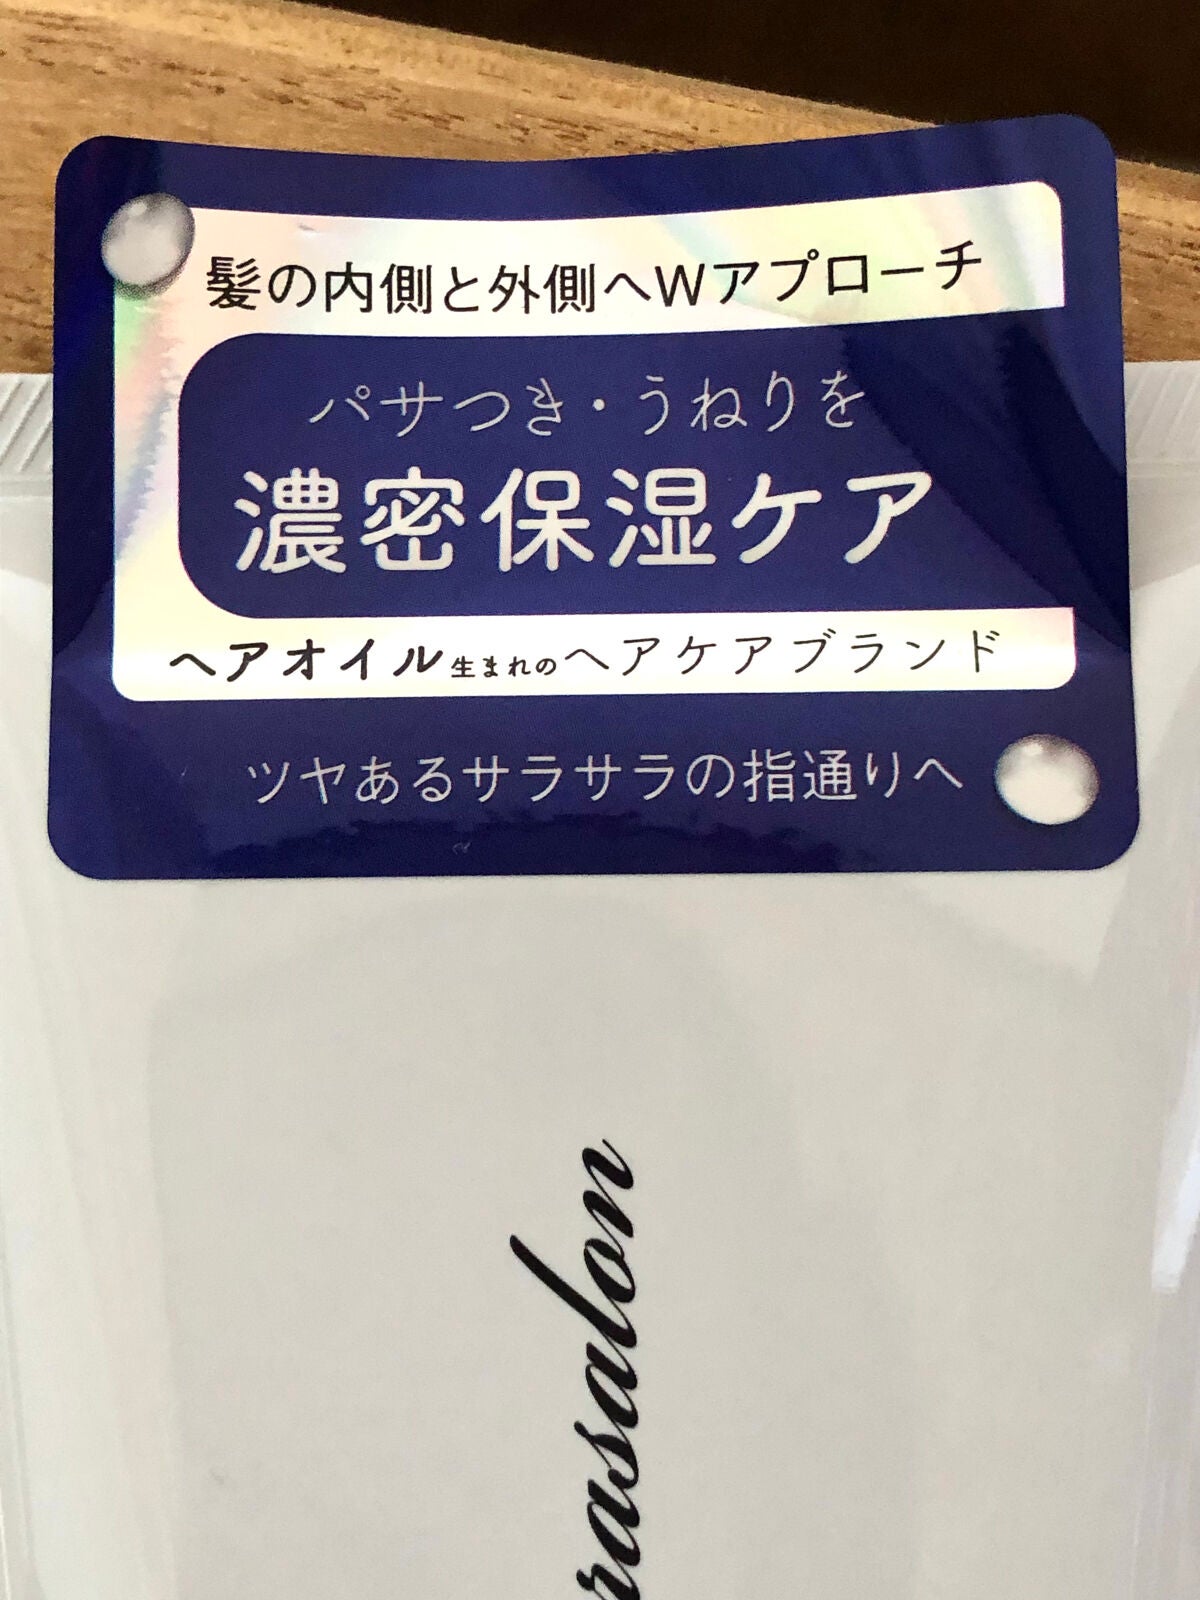 髪の内側と外側へWアプローチ
パサつき・うねりを
濃密保湿ケア
ヘアオイル生まれのヘアケアブランド
ツヤあるサラサラの指通りへ
rasalon